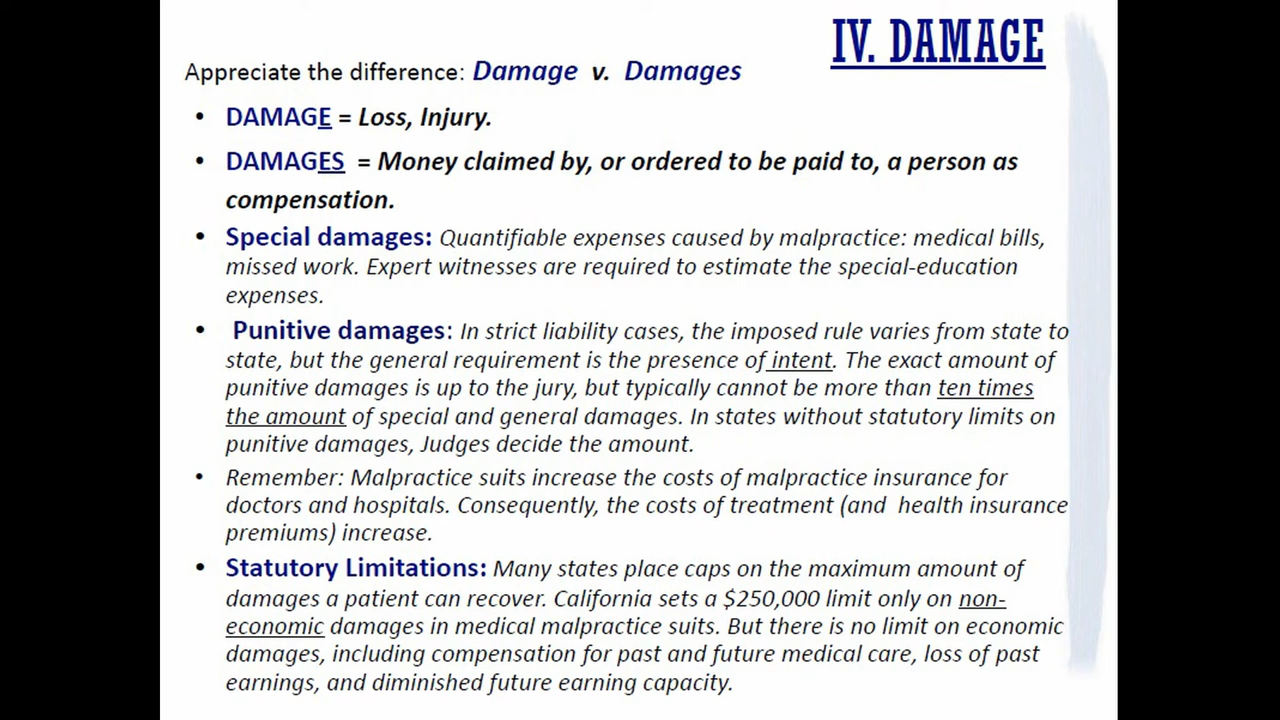 IV. DAMAGE
Appreciate the difference: Damage v. Damages
• DAMAGE = Loss, Injury.
• DAMAGES = Money claimed by, or ordered to be paid to, a person as
compensation.
• Special damages: Quantifiable expenses caused by malpractice: medical bills,
missed work. Expert witnesses are required to estimate the special-education
expenses.
• Punitive damages: In strict liability cases, the imposed rule varies from state to
state, but the general requirement is the presence of intent. The exact amount of
punitive damages is up to the jury, but typically cannot be more than ten times
the amount of special and general damages. In states without statutory limits on
punitive damages, Judges decide the amount.
• Remember: Malpractice suits increase the costs of malpractice insurance for
doctors and hospitals. Consequently, the costs of treatment (and health insurance
premiums) increase.
• Statutory Limitations: Many states place caps on the maximum amount of
damages a patient can recover. California sets a $250,000 limit only on non-
economic damages in medical malpractice suits. But there is no limit on economic
damages, including compensation for past and future medical care, loss of past
earnings, and diminished future earning capacity.